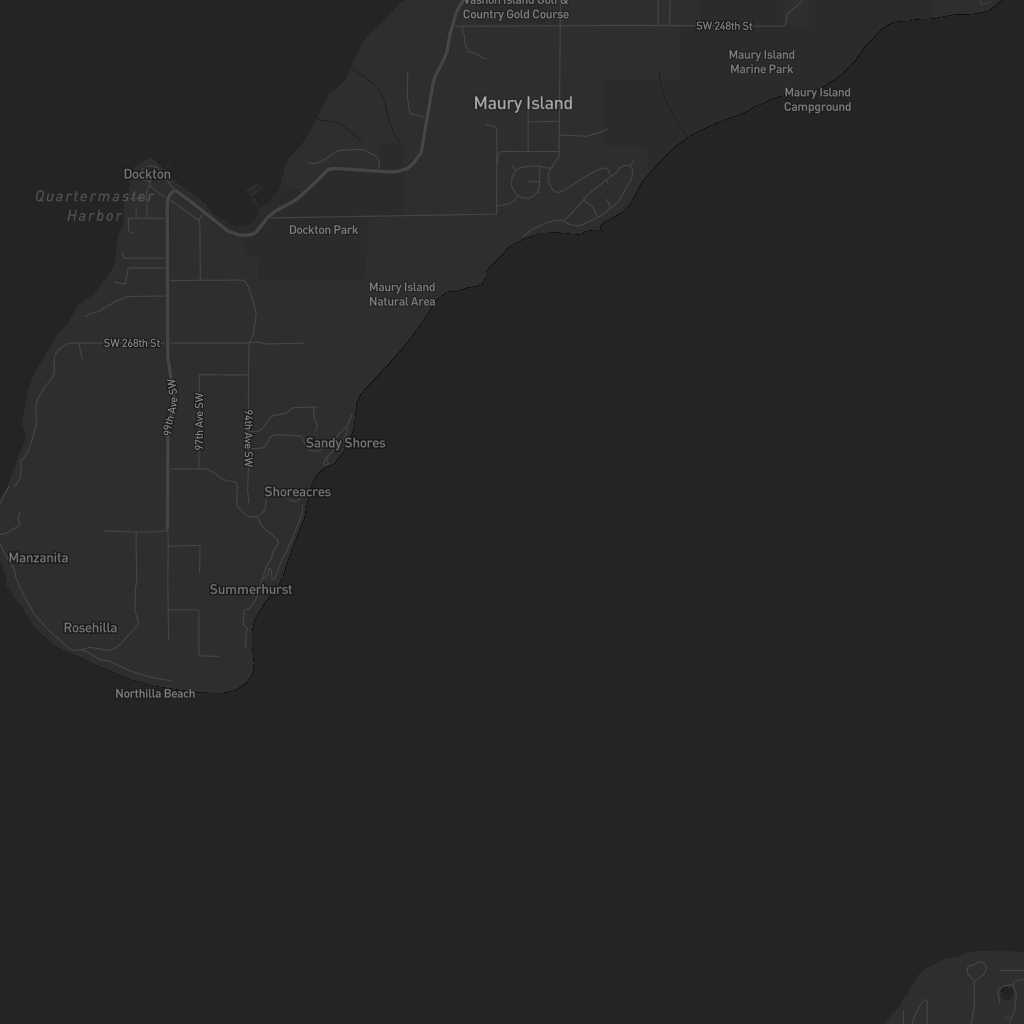 Vashon Island Golf &
Country Gold Course
SW 248th St
Maury Island
Marine Park
Maury Island
Campground
Maury Island
Dockton
Quartermaster
Harbor
Dockton Park
Maury Island
Natural Area
SW 268th St
99th Ave SW
97th Ave SW
94th Ave SW
Sandy Shores
Shoreacres
Manzanita
Summerhurst
Rosehilla
Northilla Beach